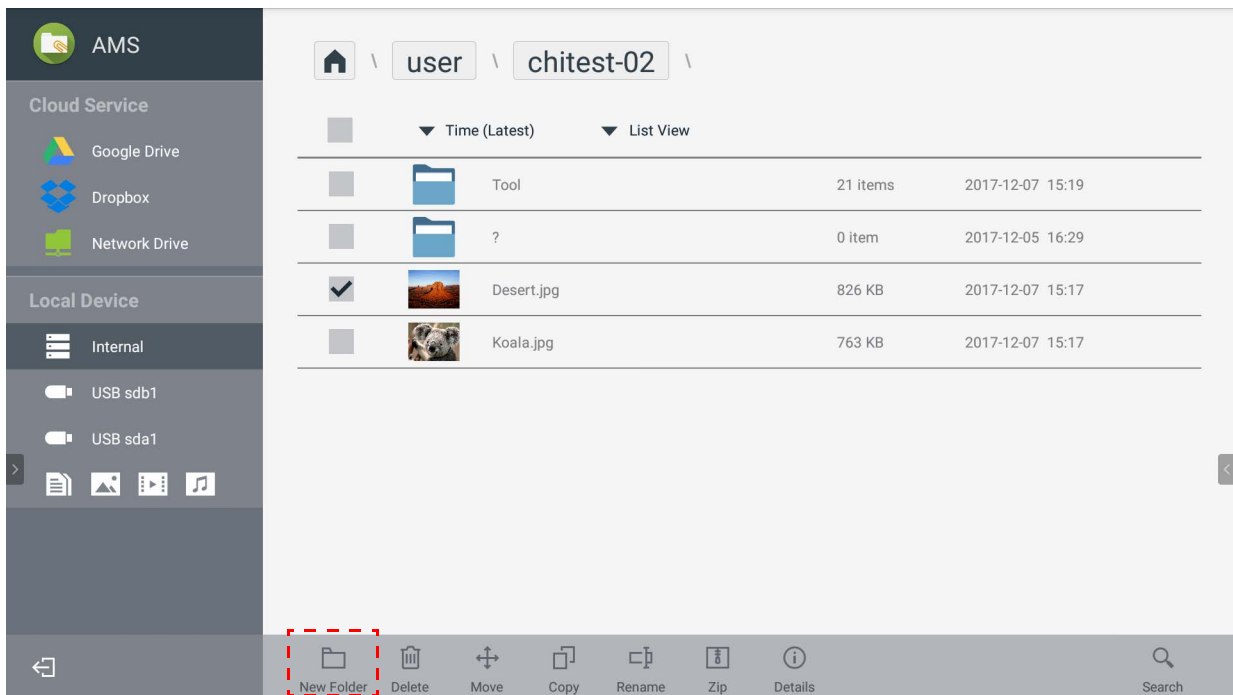 AMS
Cloud Service
Google Drive
Dropbox
Network Drive
Local Device
Internal
USB sdb1
USB sda1
\ user \ chitest-02 \
Time (Latest) List View
Tool 21 items 2017-12-07 15:19
? 0 item 2017-12-05 16:29
Desert.jpg 826 KB 2017-12-07 15:17
Koala.jpg 763 KB 2017-12-07 15:17
New Folder Delete Move Copy Rename Zip Details Search